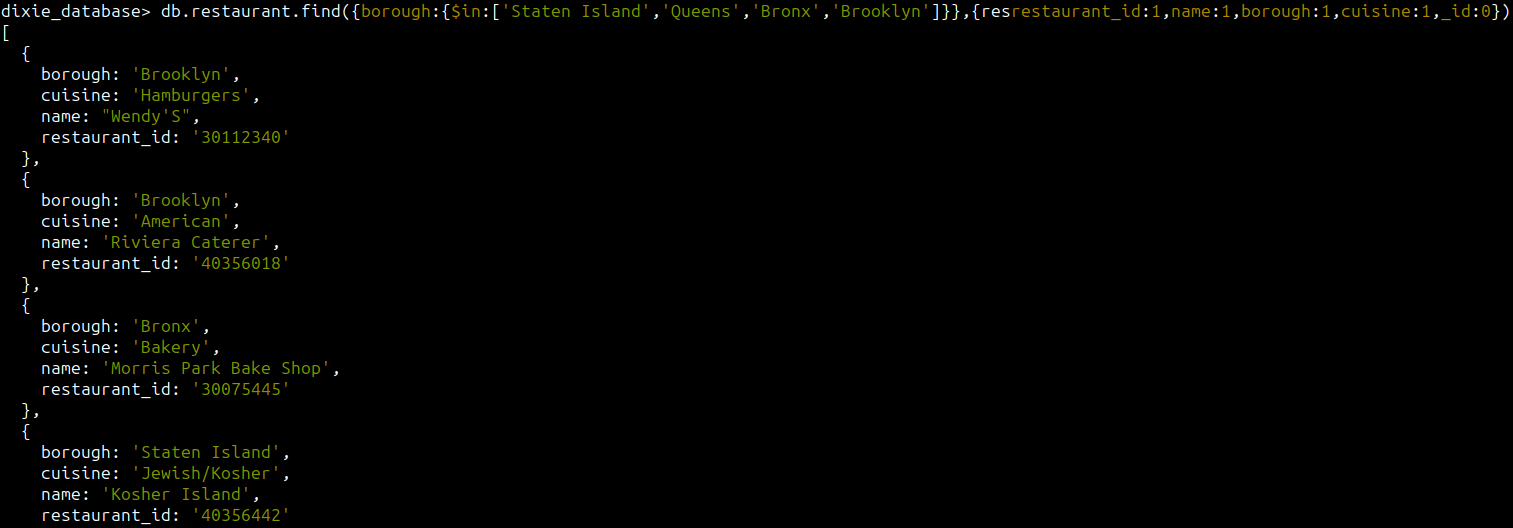 dixie_database> db.restaurant.find({borough:{$in:['Staten Island','Queens','Bronx','Brooklyn']}},{resrestaurant_id:1,name:1,borough:1,cuisine:1,_id:0})
[
  {
    borough: 'Brooklyn',
    cuisine: 'Hamburgers',
    name: "Wendy'S",
    restaurant_id: '30112340'
  },
  {
    borough: 'Brooklyn',
    cuisine: 'American',
    name: 'Riviera Caterer',
    restaurant_id: '40356018'
  },
  {
    borough: 'Bronx',
    cuisine: 'Bakery',
    name: 'Morris Park Bake Shop',
    restaurant_id: '30075445'
  },
  {
    borough: 'Staten Island',
    cuisine: 'Jewish/Kosher',
    name: 'Kosher Island',
    restaurant_id: '40356442'